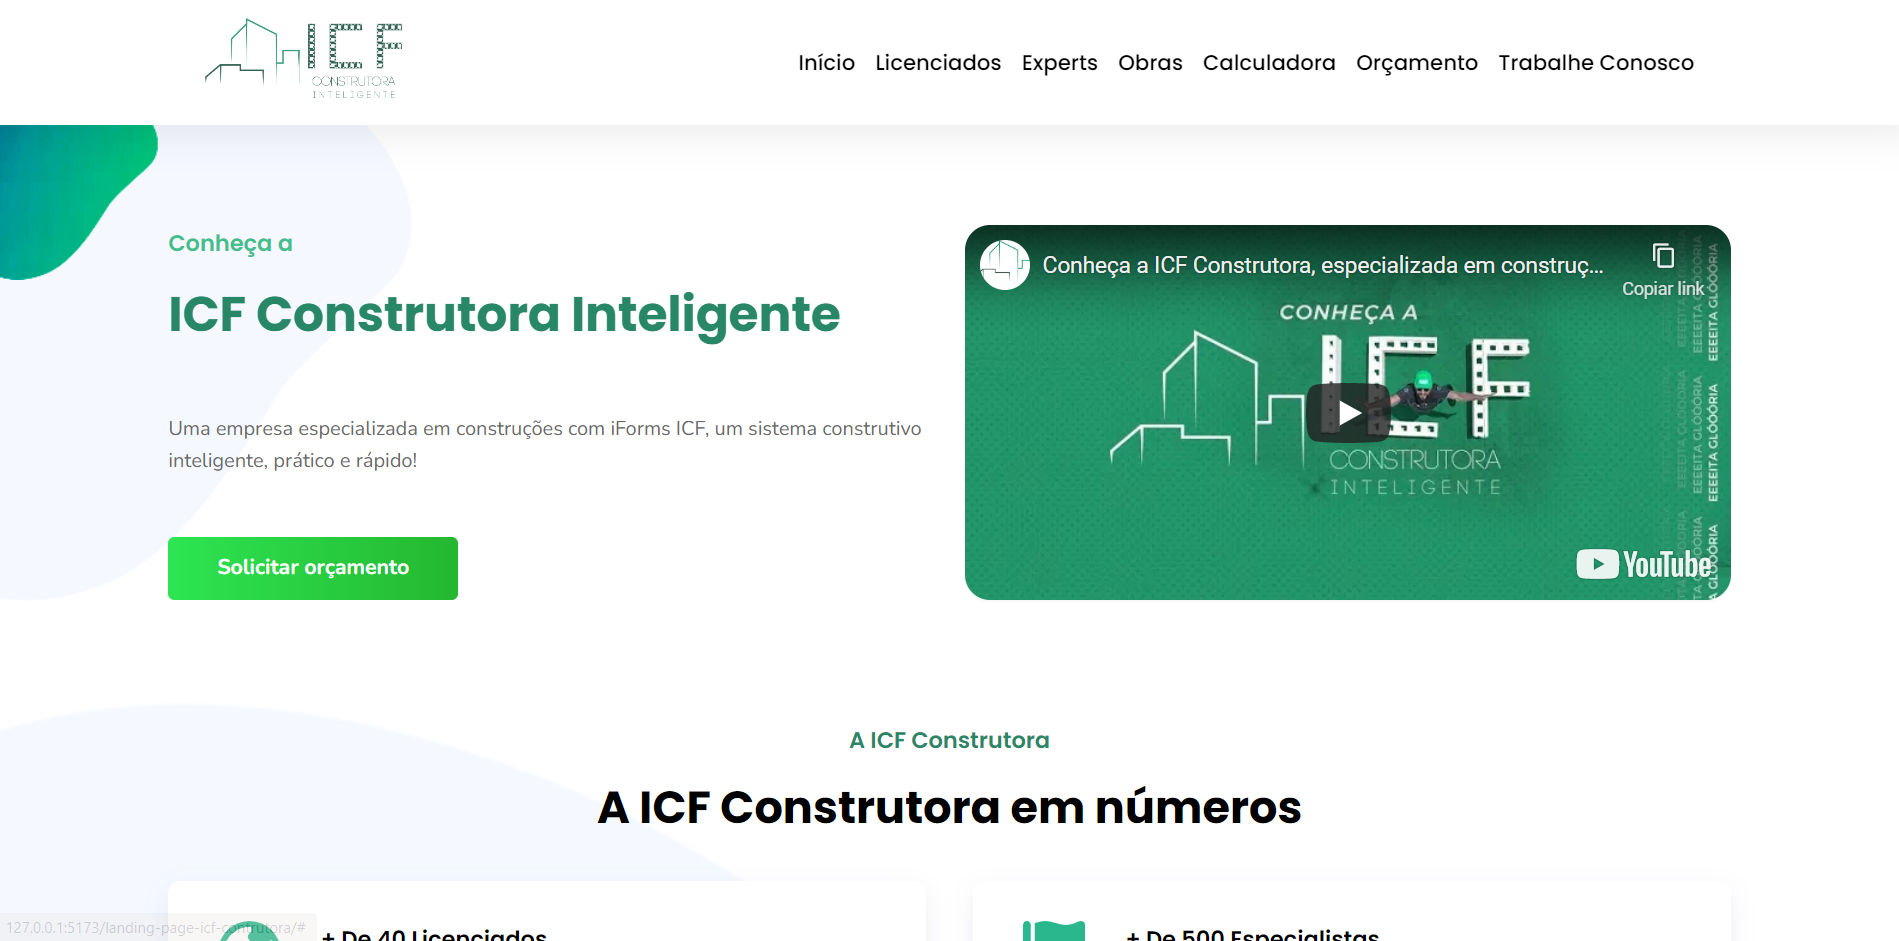 ICF
CONSTRUTORA
INTELIGENTE
Início Licenciados Experts Obras Calculadora Orçamento Trabalhe Conosco
Conheça a
ICF Construtora Inteligente
Uma empresa especializada em construções com iForms ICF, um sistema construtivo
inteligente, prático e rápido!
Solicitar orçamento
Conheça a ICF Construtora, especializada em construç...
Copiar link
CONHEÇA A
ICF
CONSTRUTORA
INTELIGENTE
EEEEITA GLÓÓÓRIA
EEEEITA GLÓÓÓRIA
YouTube
A ICF Construtora
A ICF Construtora em números
+ De 40 Licenciados
+ De 500 Especialistas
127.0.0.1:5173/landing-page-icf-contrutora/#